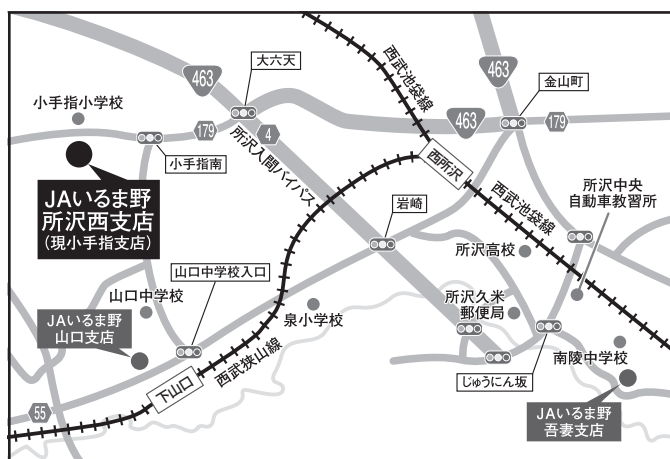 463
大六天
西武池袋線
463
金山町
小手指小学校
179
4
463
179
小手指南
所沢入間バイパス
西所沢
JAいるま野
所沢西支店
(現小手指支店)
西武池袋線
所沢中央
自動車教習所
岩崎
所沢高校
山口中学校入口
山口中学校
泉小学校
所沢久米
郵便局
JAいるま野
山口支店
西武狭山線
南陵中学校
下山口
じゅうにん坂
55
JAいるま野
吾妻支店